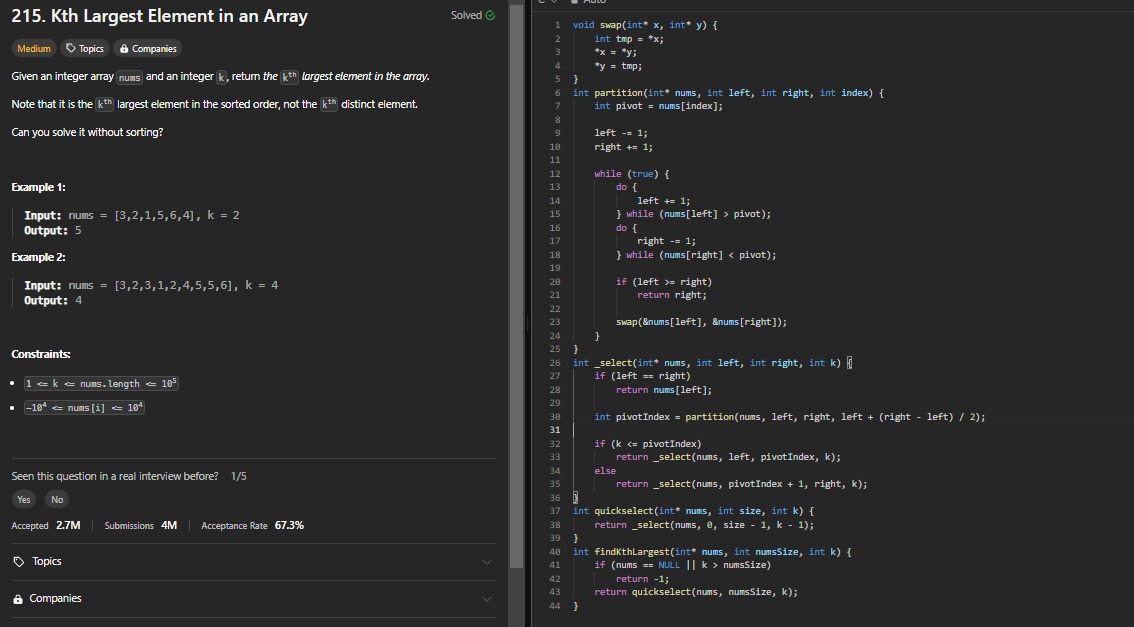 215. Kth Largest Element in an Array
Solved
Medium Topics Companies
Given an integer array nums and an integer k, return the kth largest element in the array.
Note that it is the kth largest element in the sorted order, not the kth distinct element.
Can you solve it without sorting?
Example 1:
Input: nums = [3,2,1,5,6,4], k = 2
Output: 5
Example 2:
Input: nums = [3,2,3,1,2,4,5,5,6], k = 4
Output: 4
Constraints:
• 1 <= k <= nums.length <= 10⁵
• -10⁴ <= nums[i] <= 10⁴
Seen this question in a real interview before? 1/5
Yes No
Accepted 2.7M | Submissions 4M | Acceptance Rate 67.3%
Topics
Companies
C Auto
1 void swap(int* x, int* y) {
2     int tmp = *x;
3     *x = *y;
4     *y = tmp;
5 }
6 int partition(int* nums, int left, int right, int index) {
7     int pivot = nums[index];
8
9     left -= 1;
10     right += 1;
11
12     while (true) {
13         do {
14             left += 1;
15         } while (nums[left] > pivot);
16         do {
17             right -= 1;
18         } while (nums[right] < pivot);
19
20         if (left >= right)
21             return right;
22
23         swap(&nums[left], &nums[right]);
24     }
25 }
26 int _select(int* nums, int left, int right, int k) {
27     if (left == right)
28         return nums[left];
29
30     int pivotIndex = partition(nums, left, right, left + (right - left) / 2);
31
32     if (k <= pivotIndex)
33         return _select(nums, left, pivotIndex, k);
34     else
35         return _select(nums, pivotIndex + 1, right, k);
36 }
37 int quickselect(int* nums, int size, int k) {
38     return _select(nums, 0, size - 1, k - 1);
39 }
40 int findKthLargest(int* nums, int numsSize, int k) {
41     if (nums == NULL || k > numsSize)
42         return -1;
43     return quickselect(nums, numsSize, k);
44 }